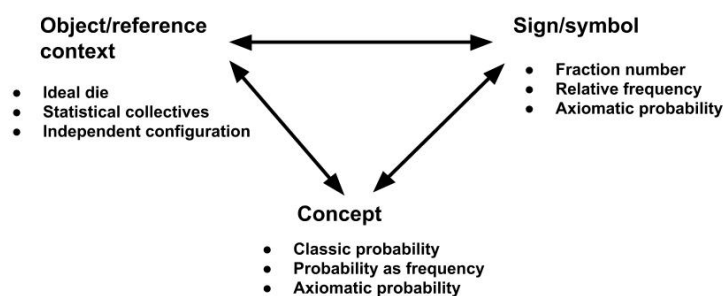 Object/reference
context
● Ideal die
● Statistical collectives
● Independent configuration
Sign/symbol
● Fraction number
● Relative frequency
● Axiomatic probability
Concept
● Classic probability
● Probability as frequency
● Axiomatic probability